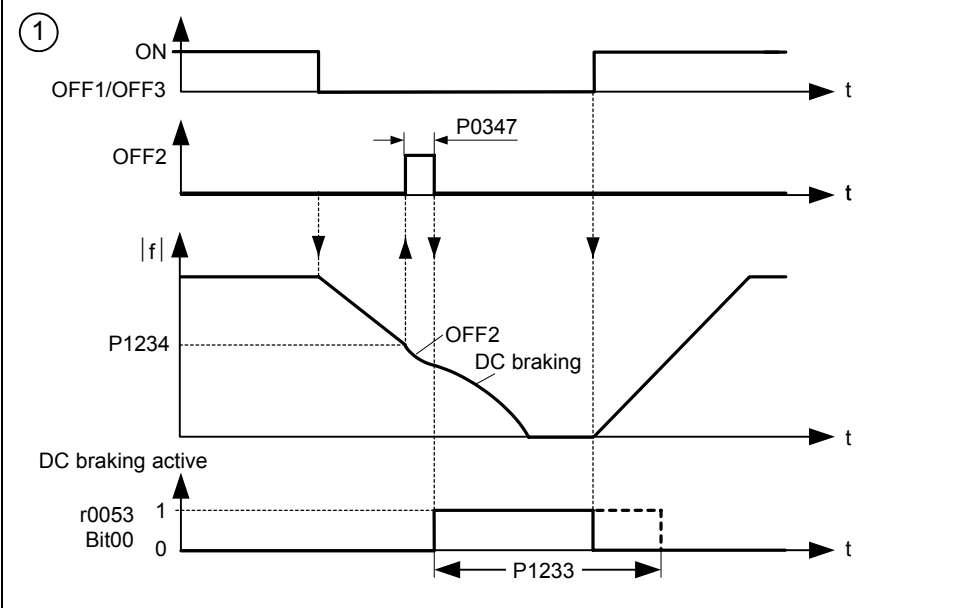 1
ON
OFF1/OFF3
t
P0347
OFF2
t
|f|
P1234
OFF2
DC braking
t
DC braking active
r0053 1
Bit00 0
t
P1233